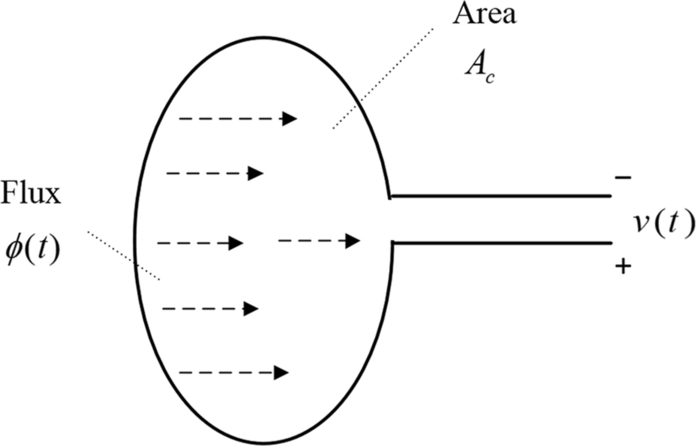 Area
A_c
Flux
ϕ(t)
−
v(t)
+